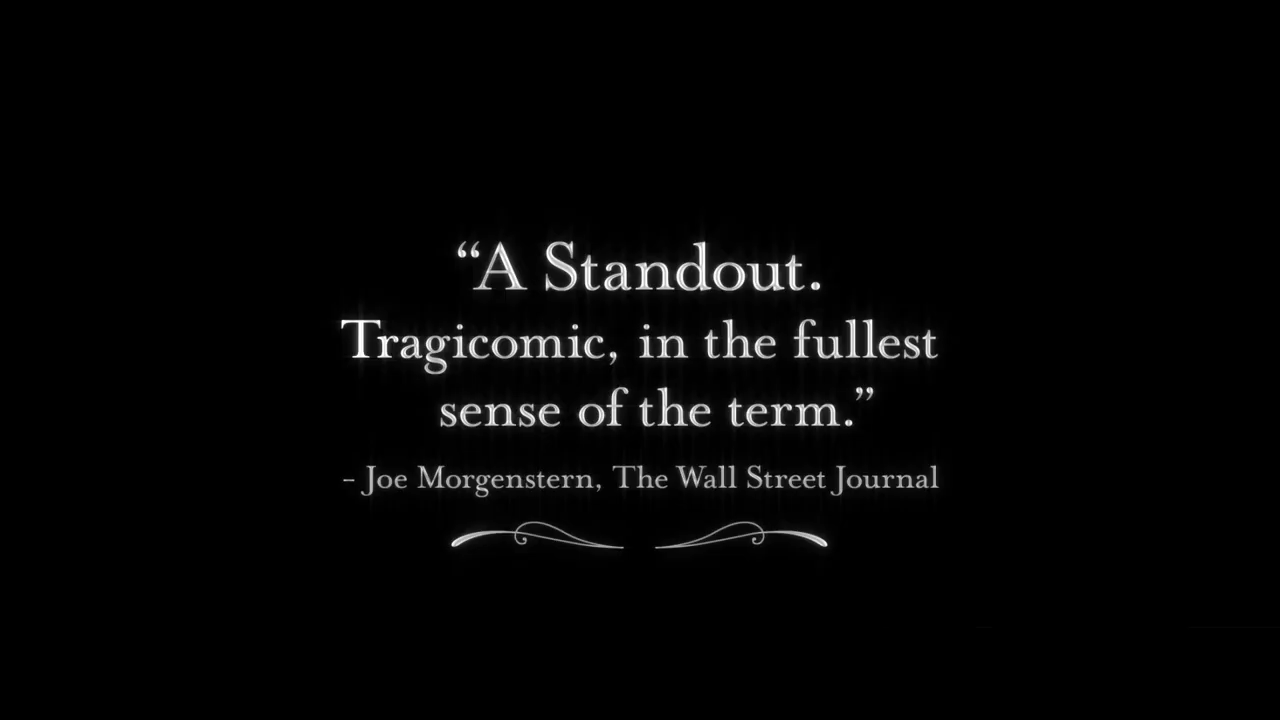 “A Standout.
Tragicomic, in the fullest
sense of the term.”
– Joe Morgenstern, The Wall Street Journal